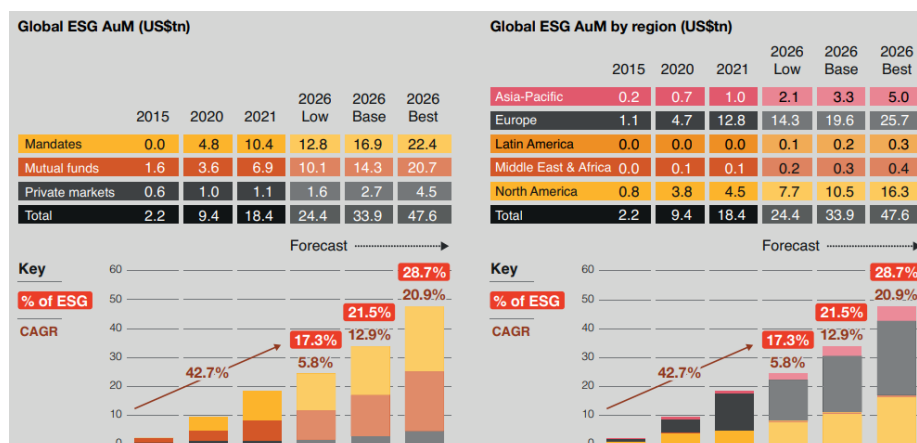 Global ESG AuM (US$tn)
2015 2020 2021 2026 Low 2026 Base 2026 Best
Mandates 0.0 4.8 10.4 12.8 16.9 22.4
Mutual funds 1.6 3.6 6.9 10.1 14.3 20.7
Private markets 0.6 1.0 1.1 1.6 2.7 4.5
Total 2.2 9.4 18.4 24.4 33.9 47.6
Forecast
Key
% of ESG
CAGR
60
50
40
30
20
10
0
42.7%
17.3%
5.8%
21.5%
12.9%
28.7%
20.9%
Global ESG AuM by region (US$tn)
2015 2020 2021 2026 Low 2026 Base 2026 Best
Asia-Pacific 0.2 0.7 1.0 2.1 3.3 5.0
Europe 1.1 4.7 12.8 14.3 19.6 25.7
Latin America 0.0 0.0 0.0 0.1 0.2 0.3
Middle East & Africa 0.0 0.1 0.1 0.2 0.3 0.4
North America 0.8 3.8 4.5 7.7 10.5 16.3
Total 2.2 9.4 18.4 24.4 33.9 47.6
Forecast
Key
% of ESG
CAGR
60
50
40
30
20
10
0
42.7%
17.3%
5.8%
21.5%
12.9%
28.7%
20.9%